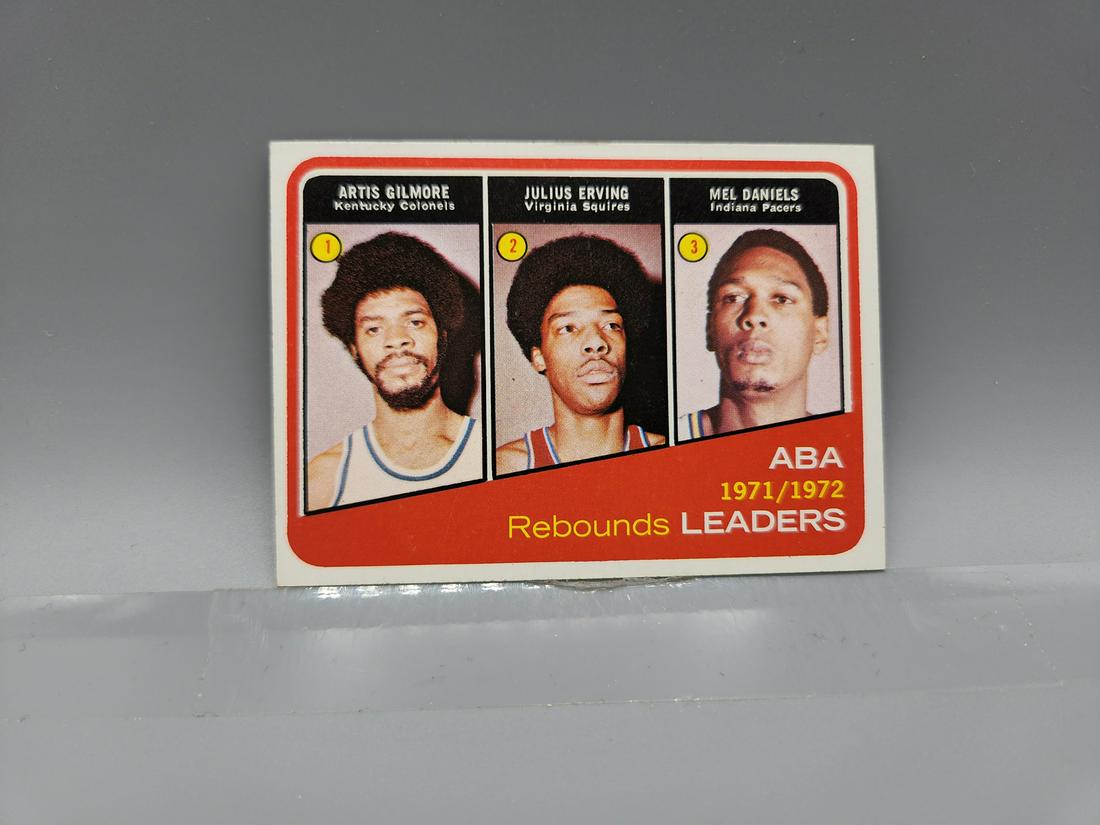 ARTIS GILMORE
Kentucky Colonels
1
JULIUS ERVING
Virginia Squires
2
MEL DANIELS
Indiana Pacers
3
ABA
1971/1972
Rebounds LEADERS